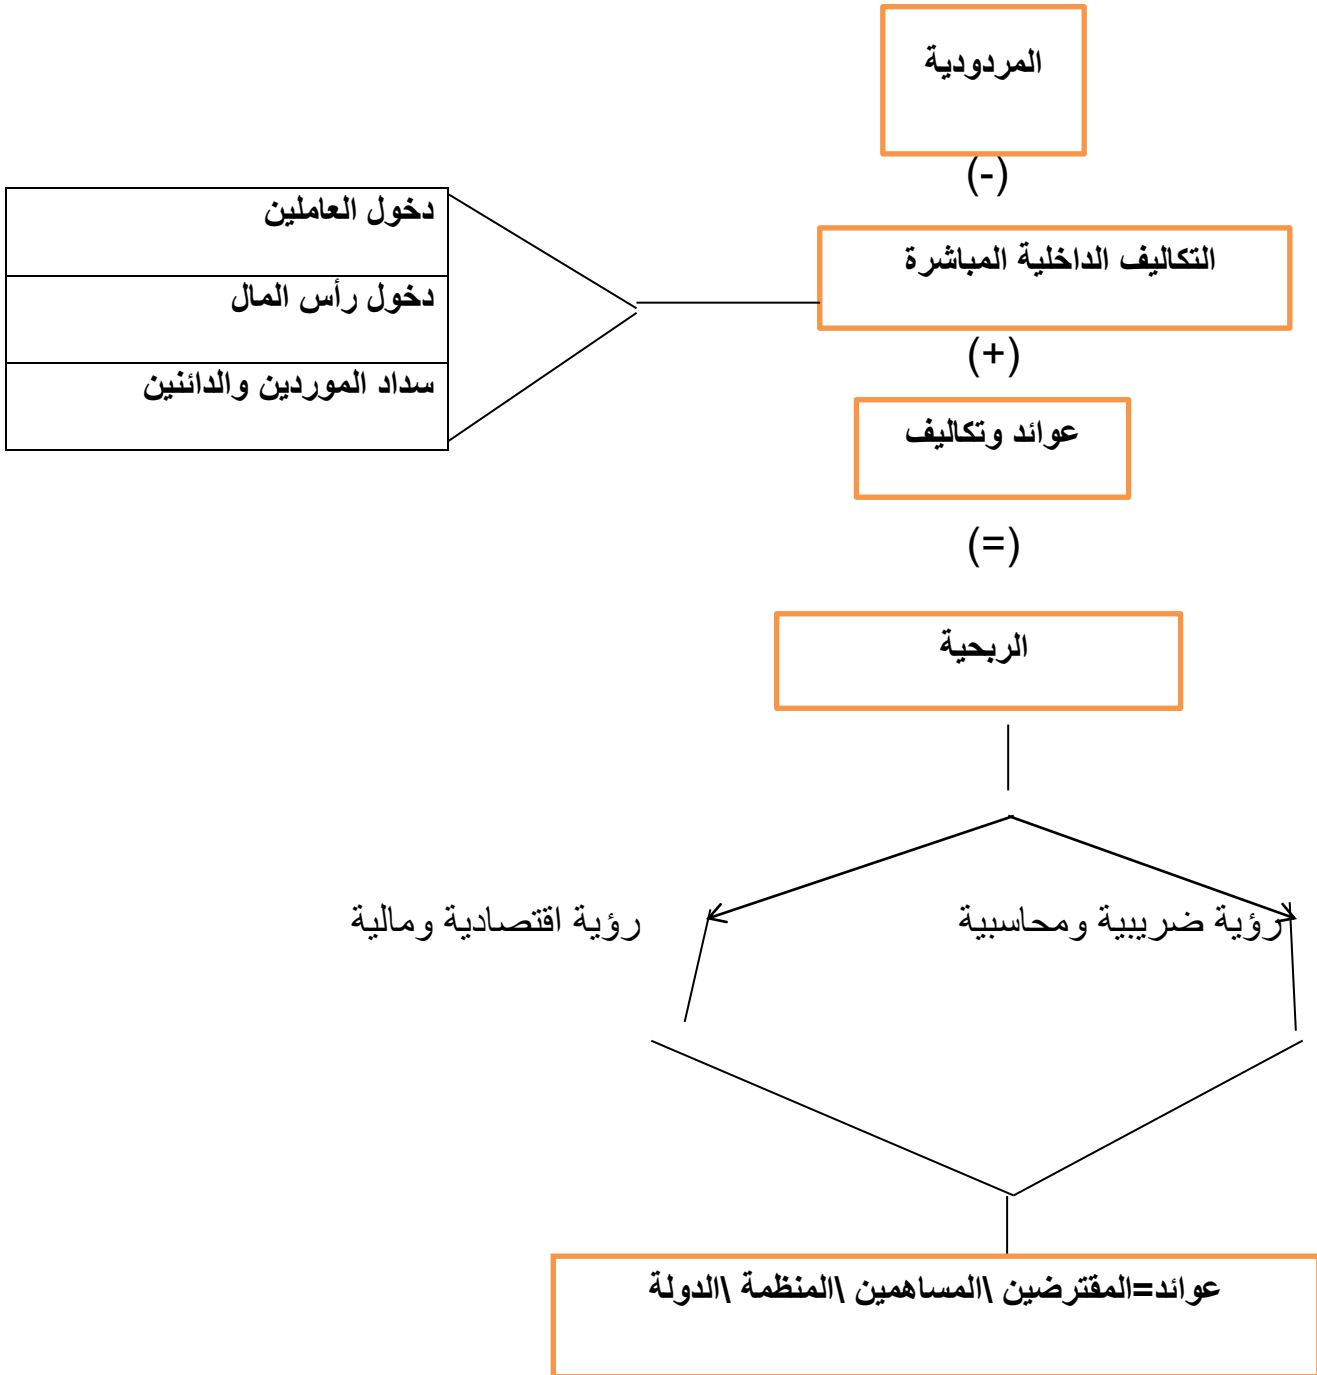 المردودية
(-)
التكاليف الداخلية المباشرة
دخول العاملين
دخول رأس المال
سداد الموردين والدائنين
(+)
عوائد وتكاليف
(=)
الربحية
رؤية ضريبية ومحاسبية
رؤية اقتصادية ومالية
عوائد=المقترضين \المساهمين \المنظمة \الدولة